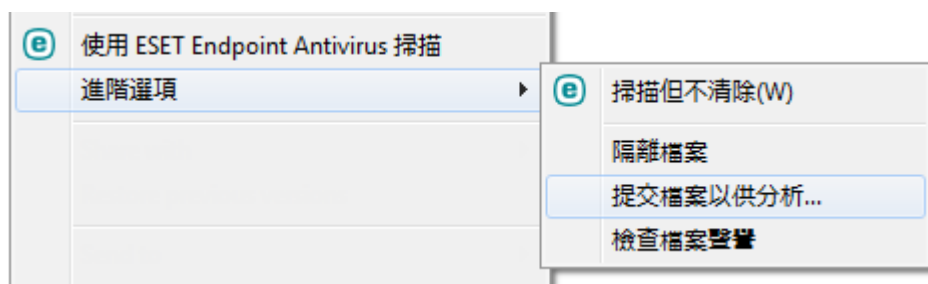 使用 ESET Endpoint Antivirus 掃描
進階選項
掃描但不清除(W)
隔離檔案
提交檔案以供分析...
檢查檔案聲譽